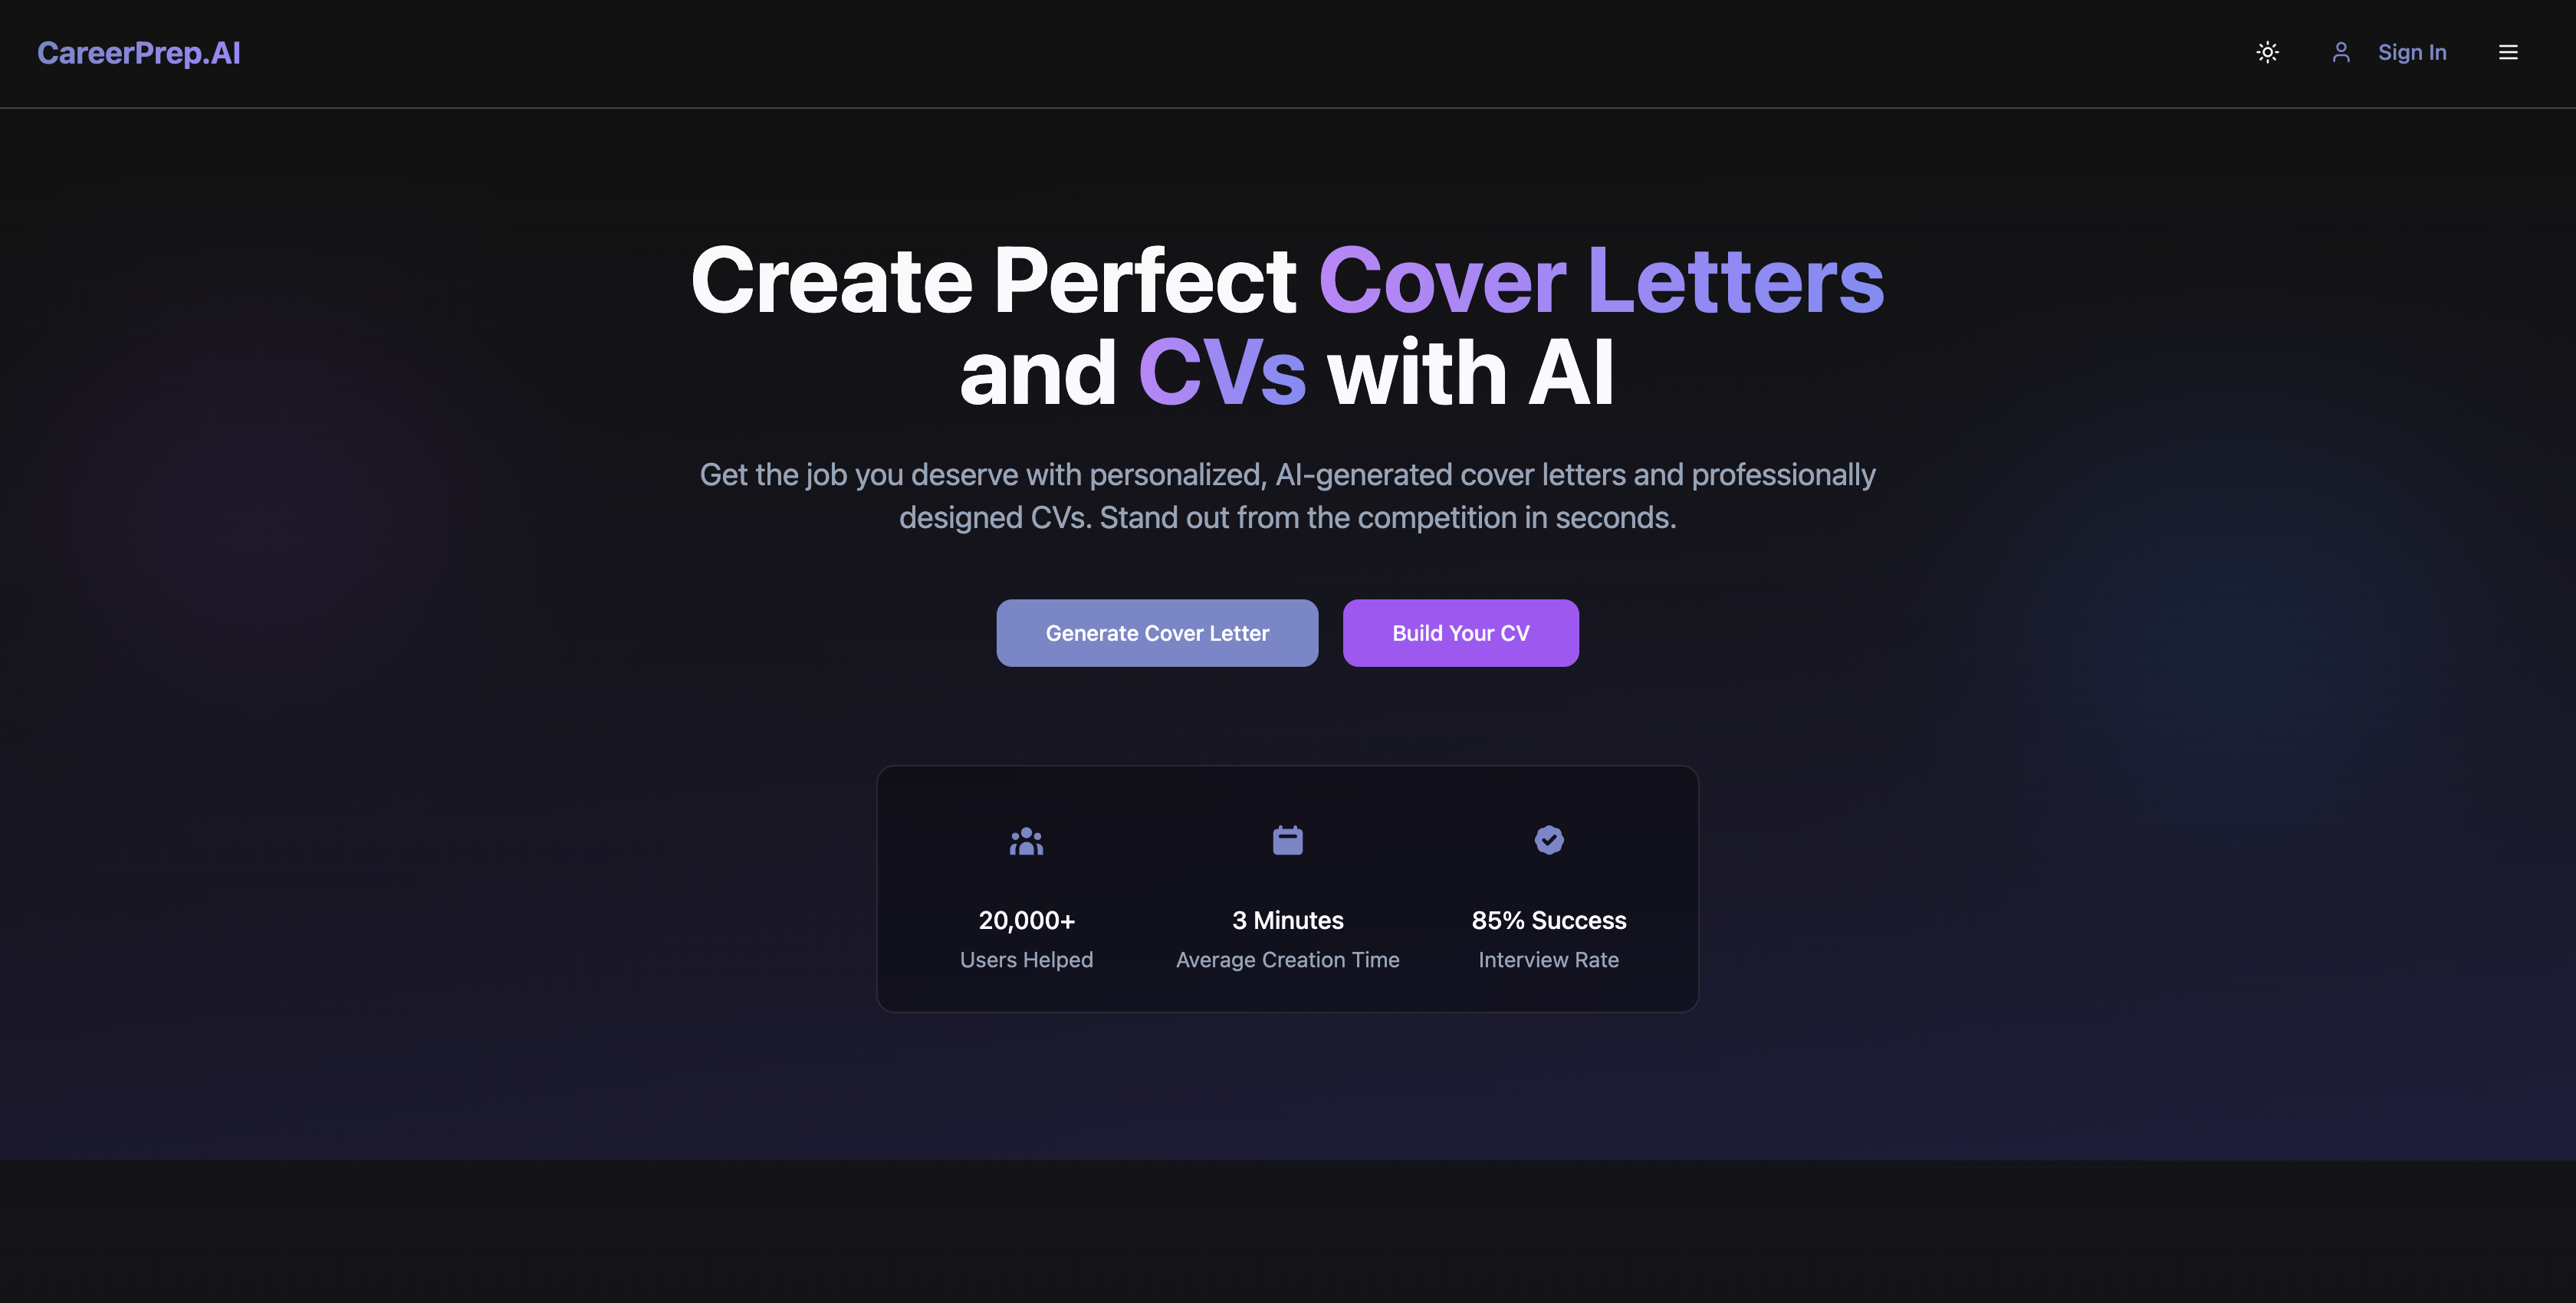 CareerPrep.AI
Sign In
Create Perfect Cover Letters
and CVs with AI
Get the job you deserve with personalized, AI-generated cover letters and professionally
designed CVs. Stand out from the competition in seconds.
Generate Cover Letter
Build Your CV
20,000+
Users Helped
3 Minutes
Average Creation Time
85% Success
Interview Rate